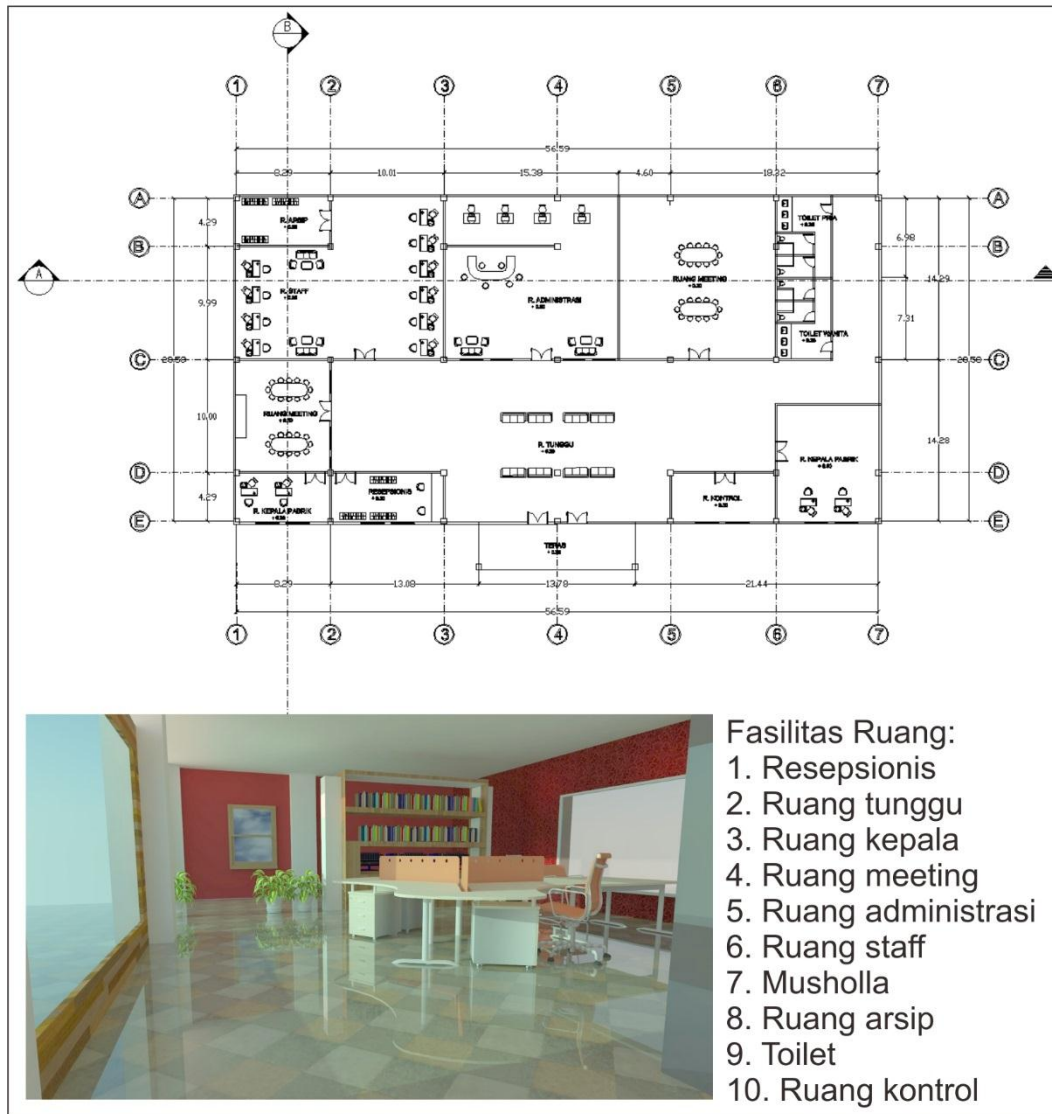 B
1 2 3 4 5 6 7
56.59
8.29 10.01 15.38 4.60 18.32
A A
4.29 R. ARSIP TOILET PRIA 6.98
B B
A
R. STAFF R. ADMINISTRASI RUANG MEETING 14.29
9.99 7.31
TOILET WANITA
C C
28.58 28.58
10.00 RUANG MEETING
R. TUNGGU R. KEPALA PABRIK 14.28
D D
RESEPSIONIS R. KONTROL
4.29 R. KEPALA PABRIK
E E
TERAS
8.29 13.08 13.78 21.44
56.59
1 2 3 4 5 6 7
Fasilitas Ruang:
1. Resepsionis
2. Ruang tunggu
3. Ruang kepala
4. Ruang meeting
5. Ruang administrasi
6. Ruang staff
7. Musholla
8. Ruang arsip
9. Toilet
10. Ruang kontrol